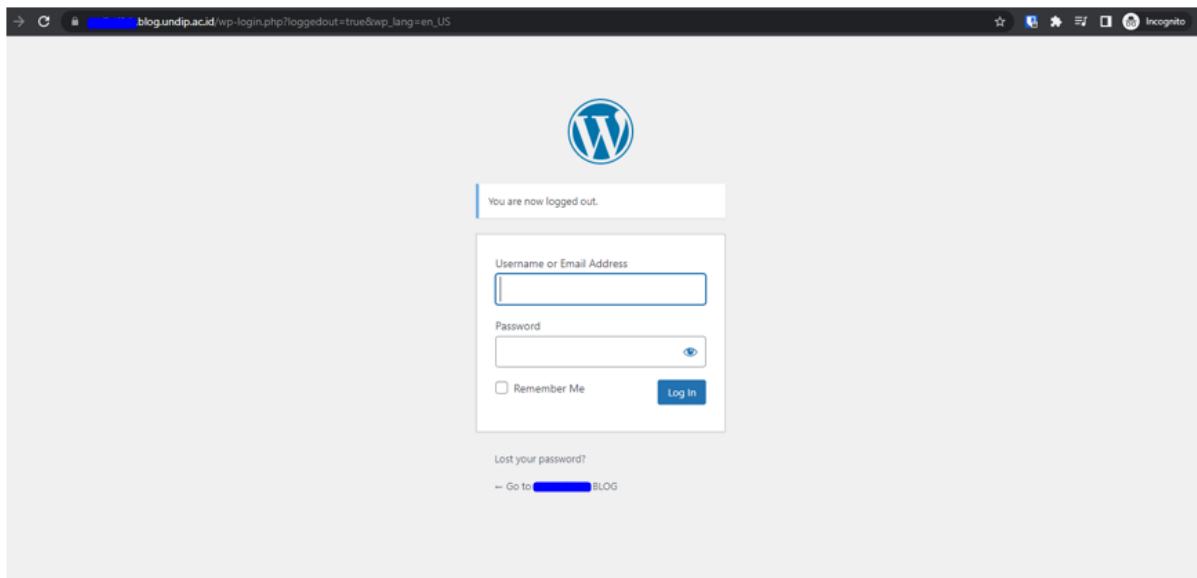 .blog.undip.ac.id/wp-login.php?loggedout=true&wp_lang=en_US Incognito
You are now logged out.
Username or Email Address
Password
Remember Me Log In
Lost your password?
← Go to BLOG